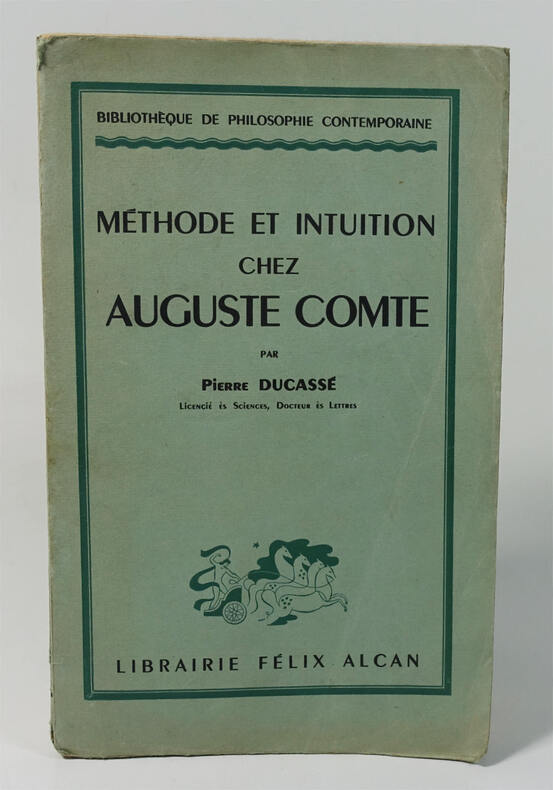 BIBLIOTHÈQUE DE PHILOSOPHIE CONTEMPORAINE
MÉTHODE ET INTUITION
CHEZ
AUGUSTE COMTE
PAR
PIERRE DUCASSÉ
LICENCIÉ ÈS SCIENCES, DOCTEUR ÈS LETTRES
LIBRAIRIE FÉLIX ALCAN